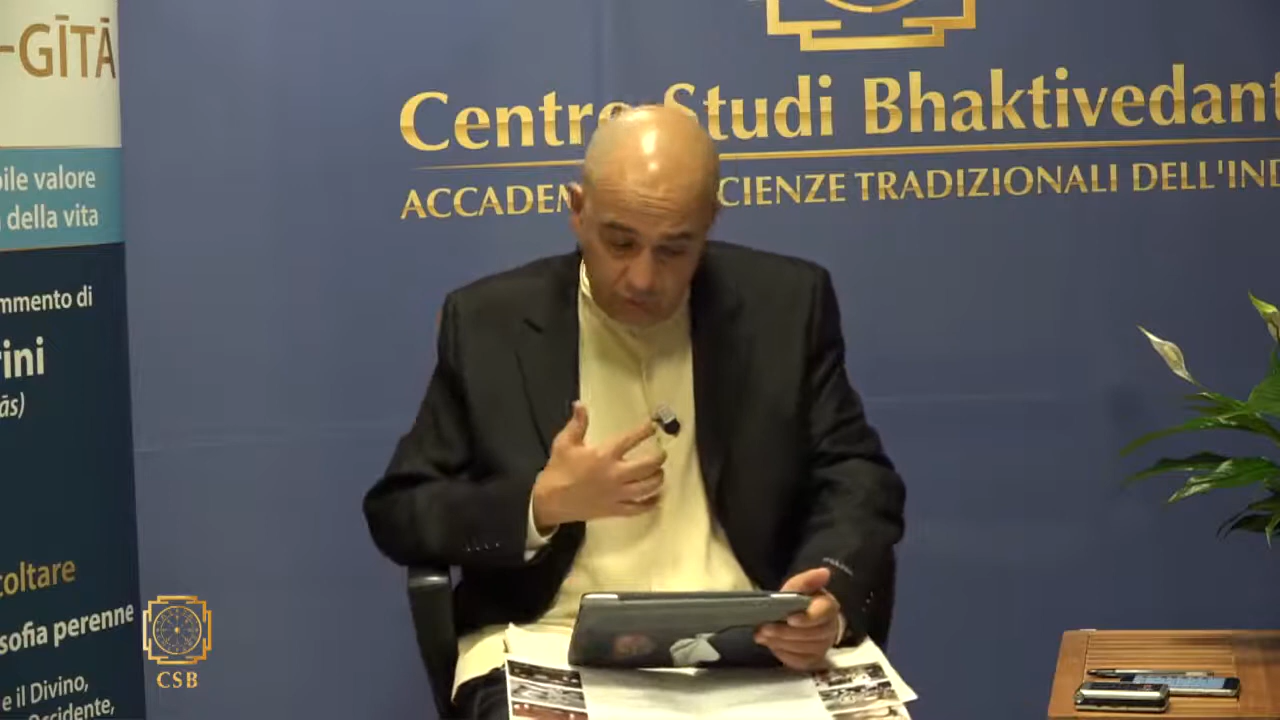 -GĪTĀ
bile valore
della vita
mmento di
rini
ās)
coltare
sofia perenne
e il Divino,
Occidente,
Centro Studi Bhaktivedant
ACCADEM CIENZE TRADIZIONALI DELL'IND
CSB